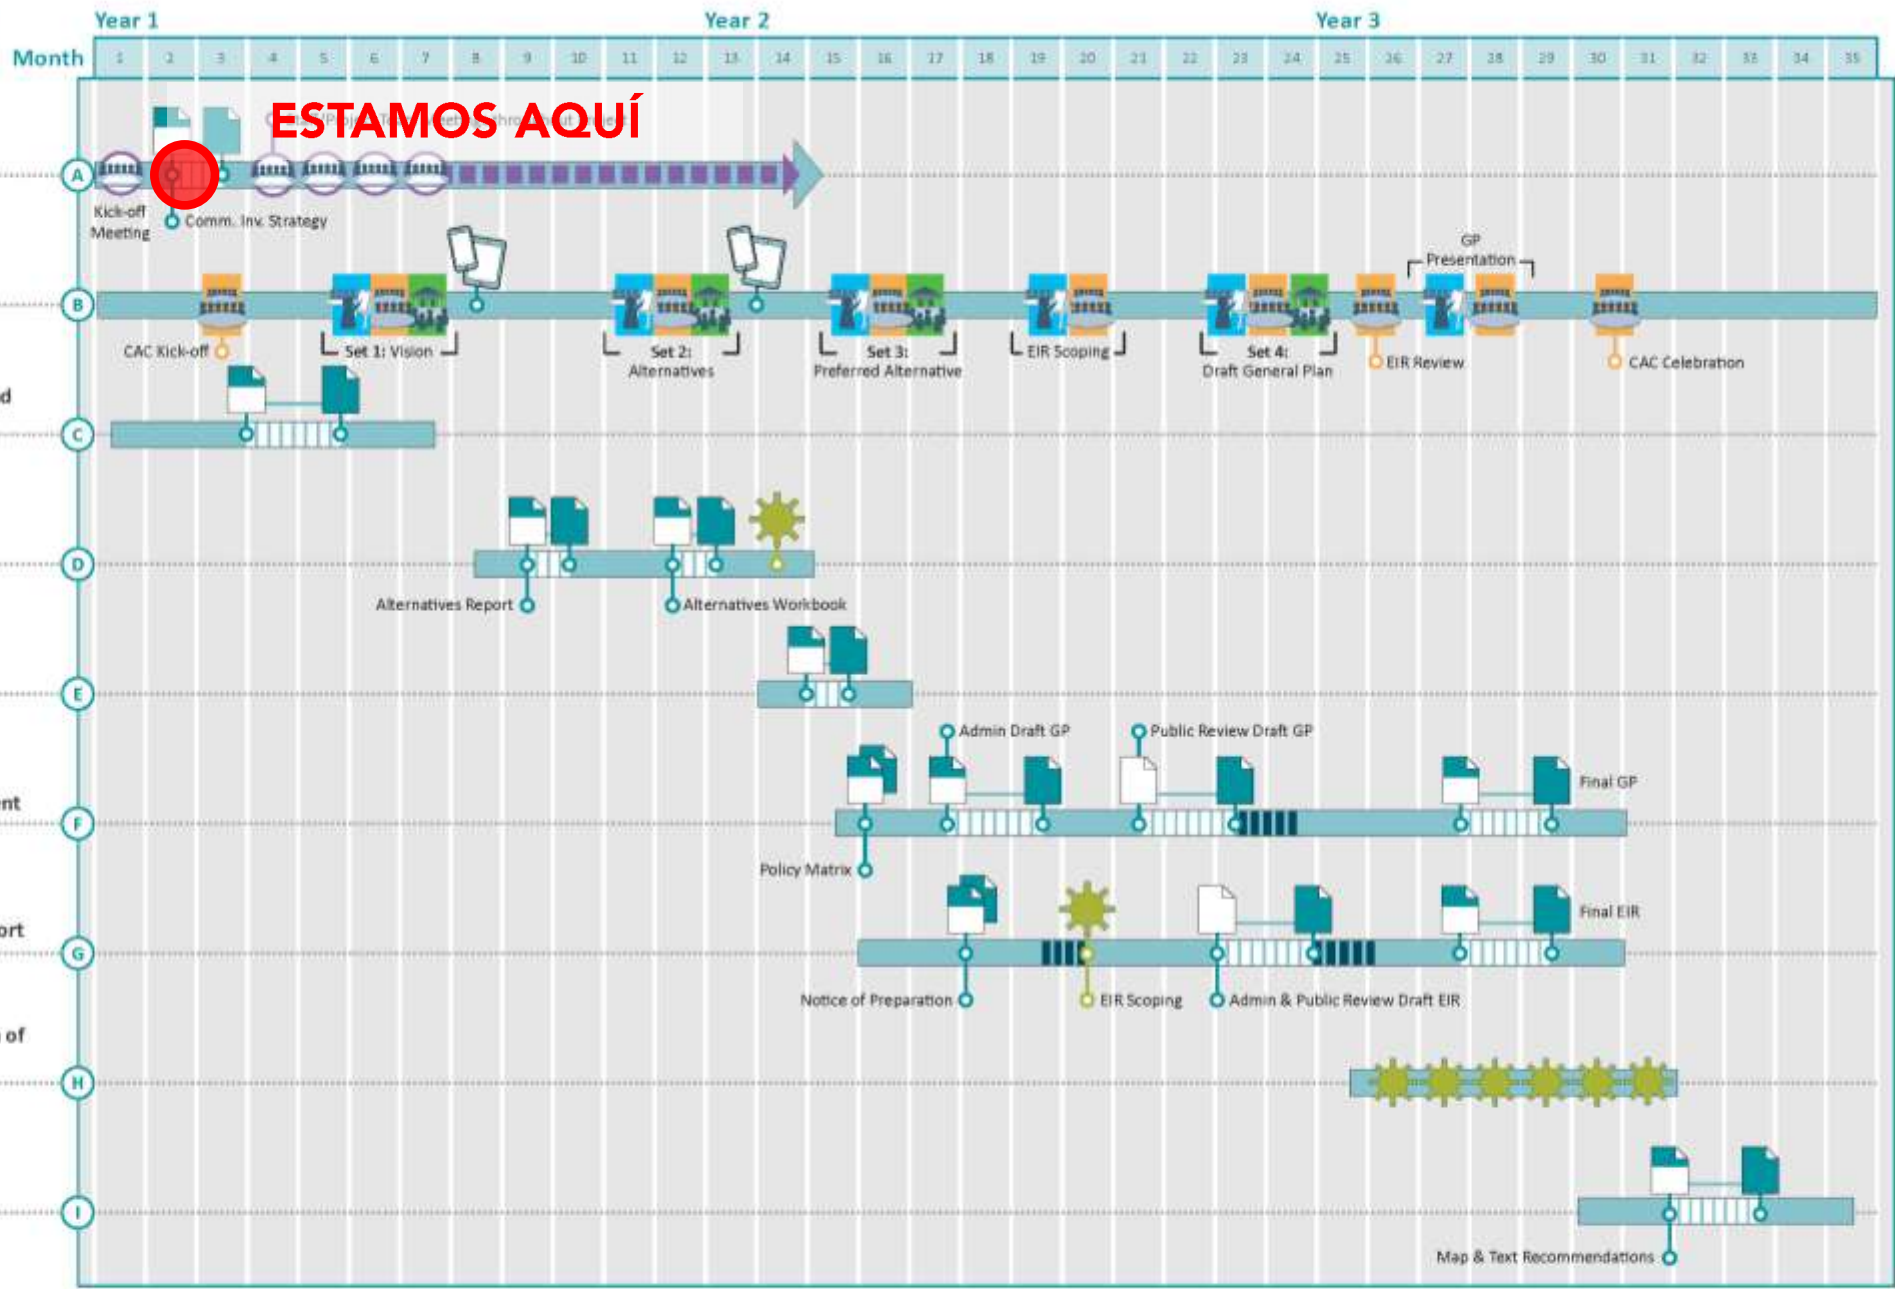 Year 1 Year 2 Year 3
Month 1 2 3 4 5 6 7 8 9 10 11 12 13 14 15 16 17 18 19 20 21 22 23 24 25 26 27 28 29 30 31 32 33 34 35
ESTAMOS AQUÍ
A
Kick-off
Meeting
Comm. Inv. Strategy
GP
Presentation
B
CAC Kick-off
Set 1: Vision
Set 2:
Alternatives
Set 3:
Preferred Alternative
EIR Scoping
Set 4:
Draft General Plan
EIR Review
CAC Celebration
d
C
D
Alternatives Report
Alternatives Workbook
E
Admin Draft GP
Public Review Draft GP
Final GP
nt
F
Policy Matrix
Final EIR
ort
G
Notice of Preparation
EIR Scoping
Admin & Public Review Draft EIR
of
H
I
Map & Text Recommendations